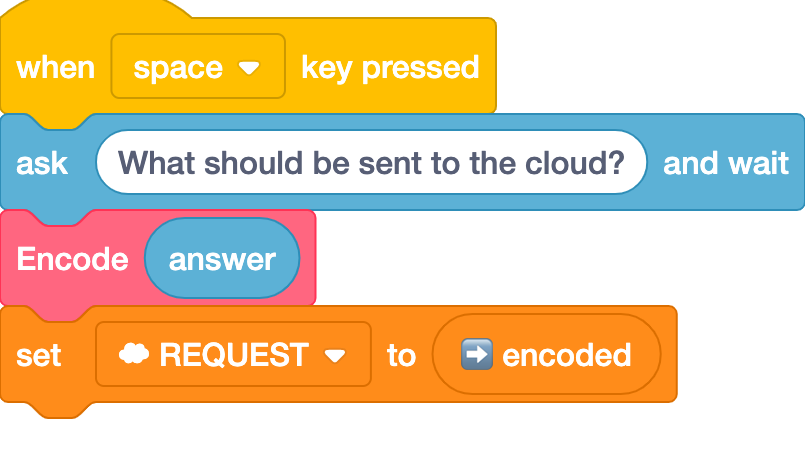 when space key pressed
ask What should be sent to the cloud? and wait
Encode answer
set ☁ REQUEST to ➡️ encoded